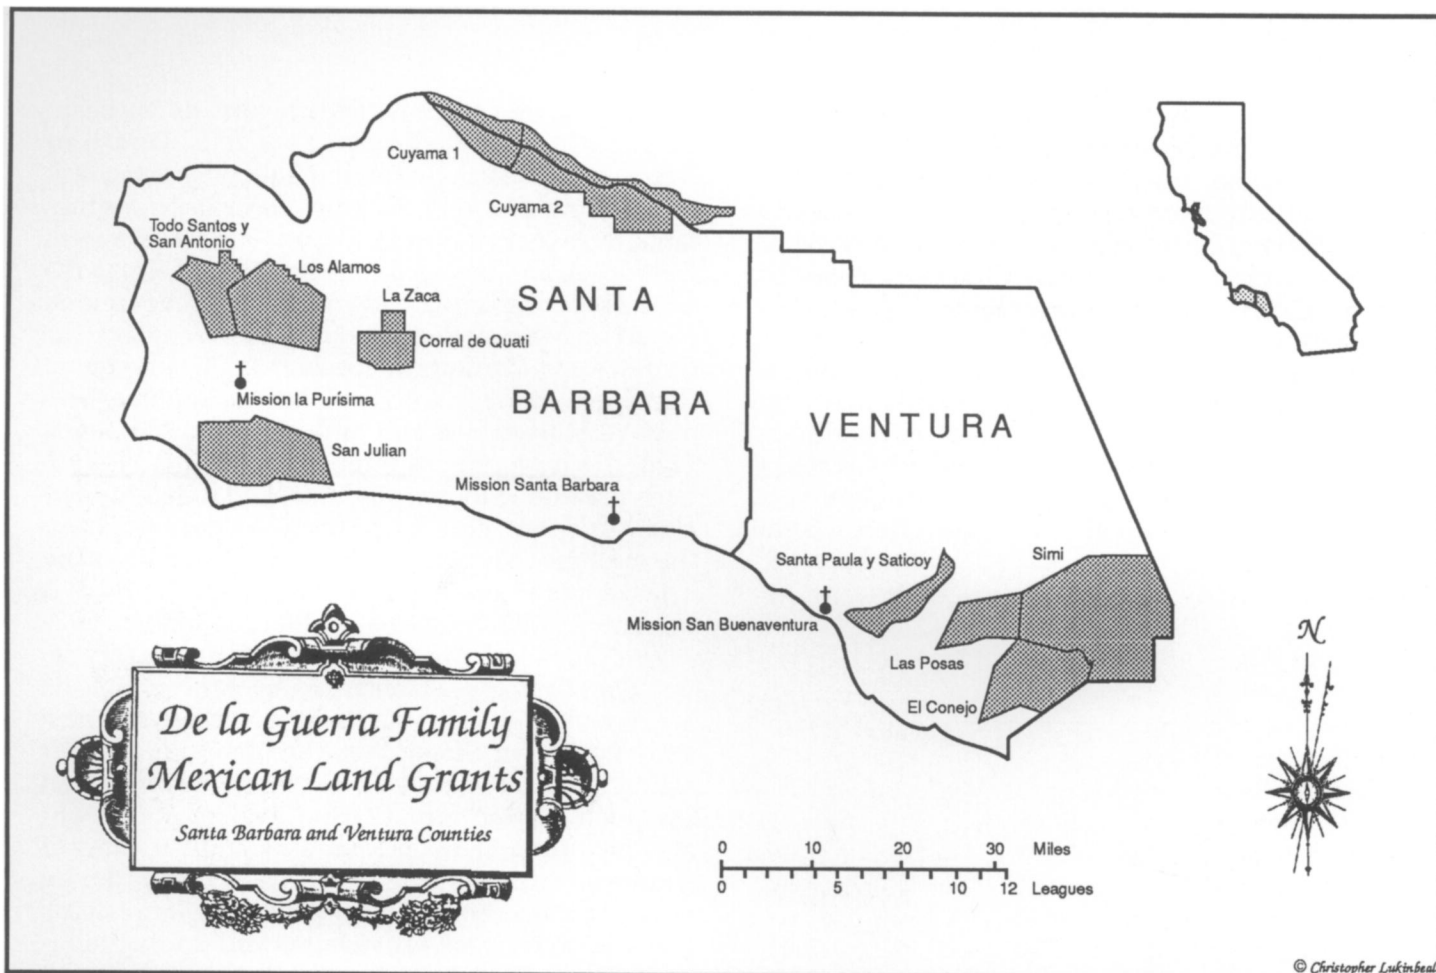 Cuyama 1
Cuyama 2
Todo Santos y
San Antonio
Los Alamos
La Zaca
Corral de Quati
SANTA
BARBARA
VENTURA
Mission la Purísima
San Julian
Mission Santa Barbara
Santa Paula y Saticoy
Simi
Mission San Buenaventura
Las Posas
El Conejo
N
De la Guerra Family
Mexican Land Grants
Santa Barbara and Ventura Counties
0 10 20 30 Miles
0 5 10 12 Leagues
© Christopher Lukinbeal